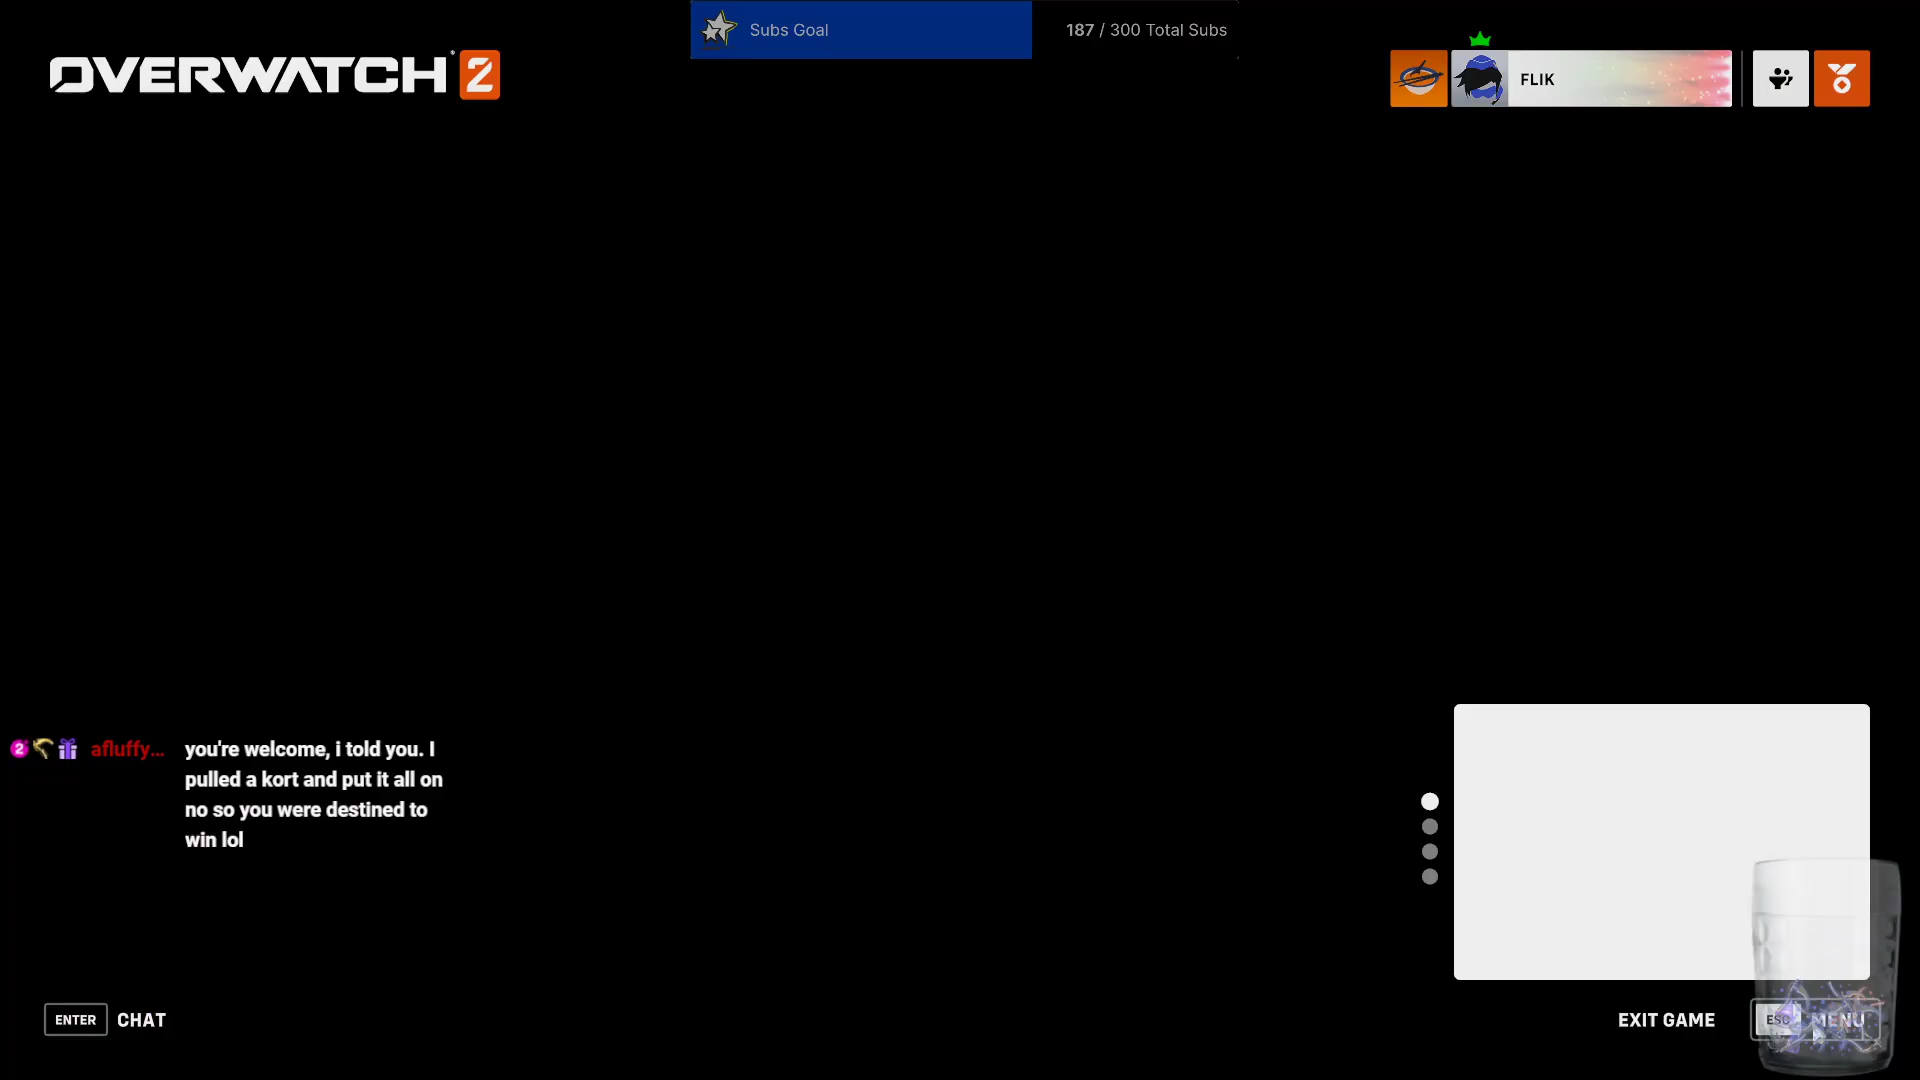 Subs Goal
187 / 300 Total Subs
OVERWATCH 2
FLIK
2 afluffy... you're welcome, i told you. I
pulled a kort and put it all on
no so you were destined to
win lol
ENTER CHAT
EXIT GAME
ESC MENU